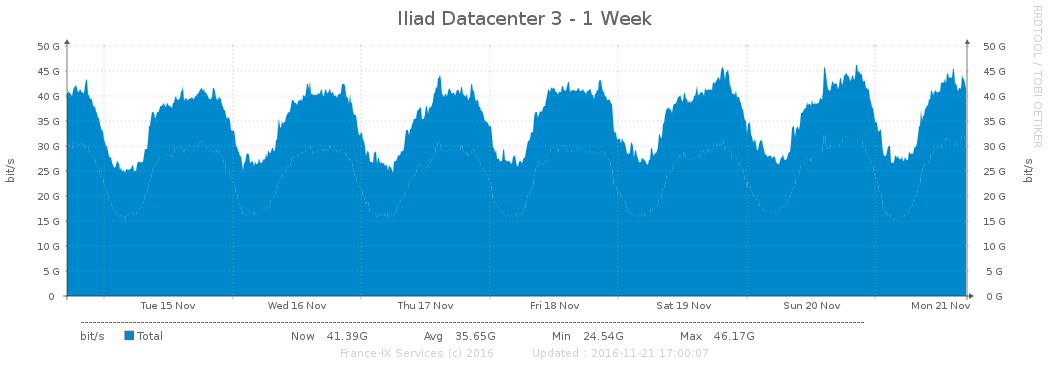 Iliad Datacenter 3 - 1 Week
RRDTOOL / TOBI OETIKER
bit/s
50 G
45 G
40 G
35 G
30 G
25 G
20 G
15 G
10 G
5 G
0
50 G
45 G
40 G
35 G
30 G
25 G
20 G
15 G
10 G
5 G
0 G
bit/s
Tue 15 Nov Wed 16 Nov Thu 17 Nov Fri 18 Nov Sat 19 Nov Sun 20 Nov Mon 21 Nov
bit/s Total Now 41.39G Avg 35.65G Min 24.54G Max 46.17G
France-IX Services (c) 2016 Updated : 2016-11-21 17:00:07